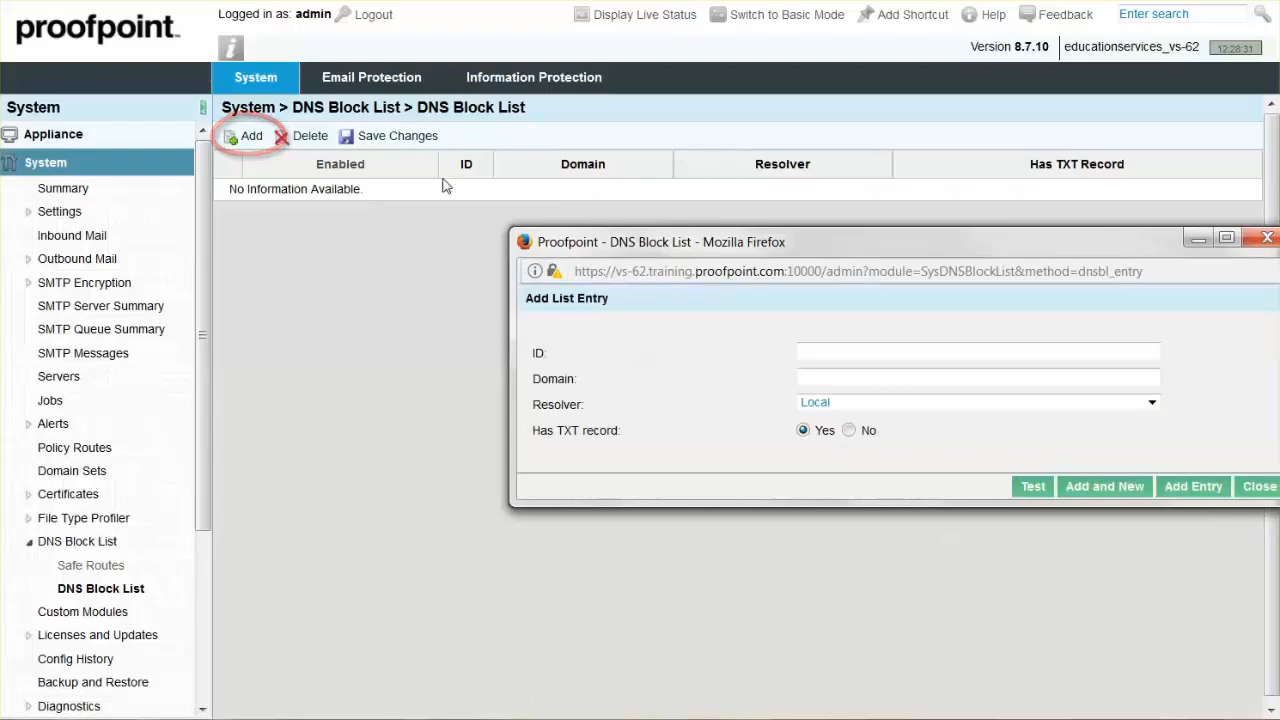 proofpoint™
Logged in as: admin Logout Display Live Status Switch to Basic Mode Add Shortcut Help Feedback Enter search
Version 8.7.10 educationservices_vs-62 12:28:31
System Email Protection Information Protection
System
System > DNS Block List > DNS Block List
Appliance
Add Delete Save Changes
System
Enabled ID Domain Resolver Has TXT Record
No Information Available.
Summary
Settings
Inbound Mail
Outbound Mail
SMTP Encryption
SMTP Server Summary
SMTP Queue Summary
SMTP Messages
Servers
Jobs
Alerts
Policy Routes
Domain Sets
Certificates
File Type Profiler
DNS Block List
Safe Routes
DNS Block List
Custom Modules
Licenses and Updates
Config History
Backup and Restore
Diagnostics
Proofpoint - DNS Block List - Mozilla Firefox
https://vs-62.training.proofpoint.com:10000/admin?module=SysDNSBlockList&method=dnsbl_entry
Add List Entry
ID:
Domain:
Resolver: Local
Has TXT record: Yes No
Test Add and New Add Entry Close